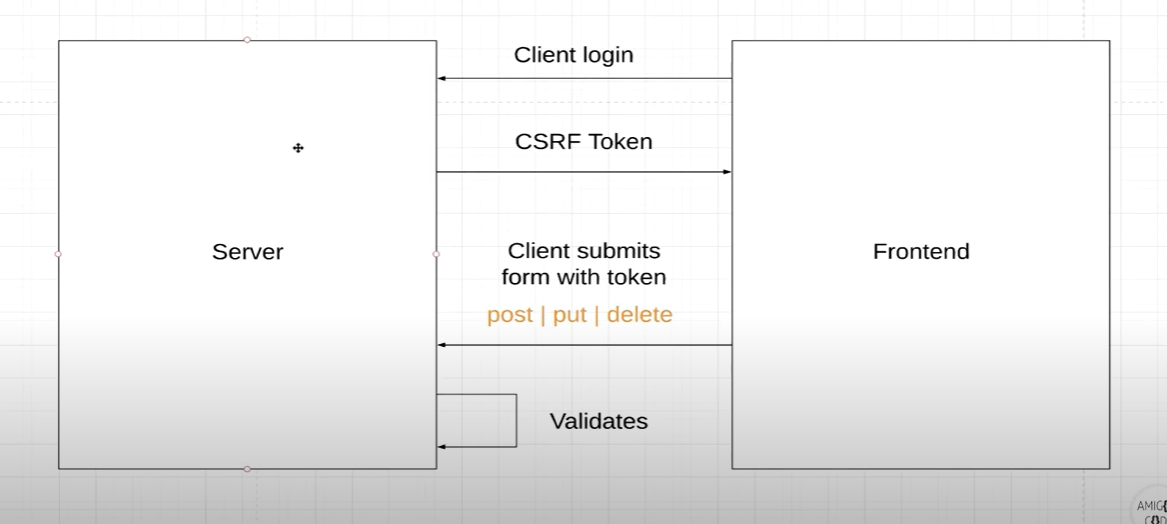 Client login
CSRF Token
Server
Client submits
form with token
Frontend
post | put | delete
Validates